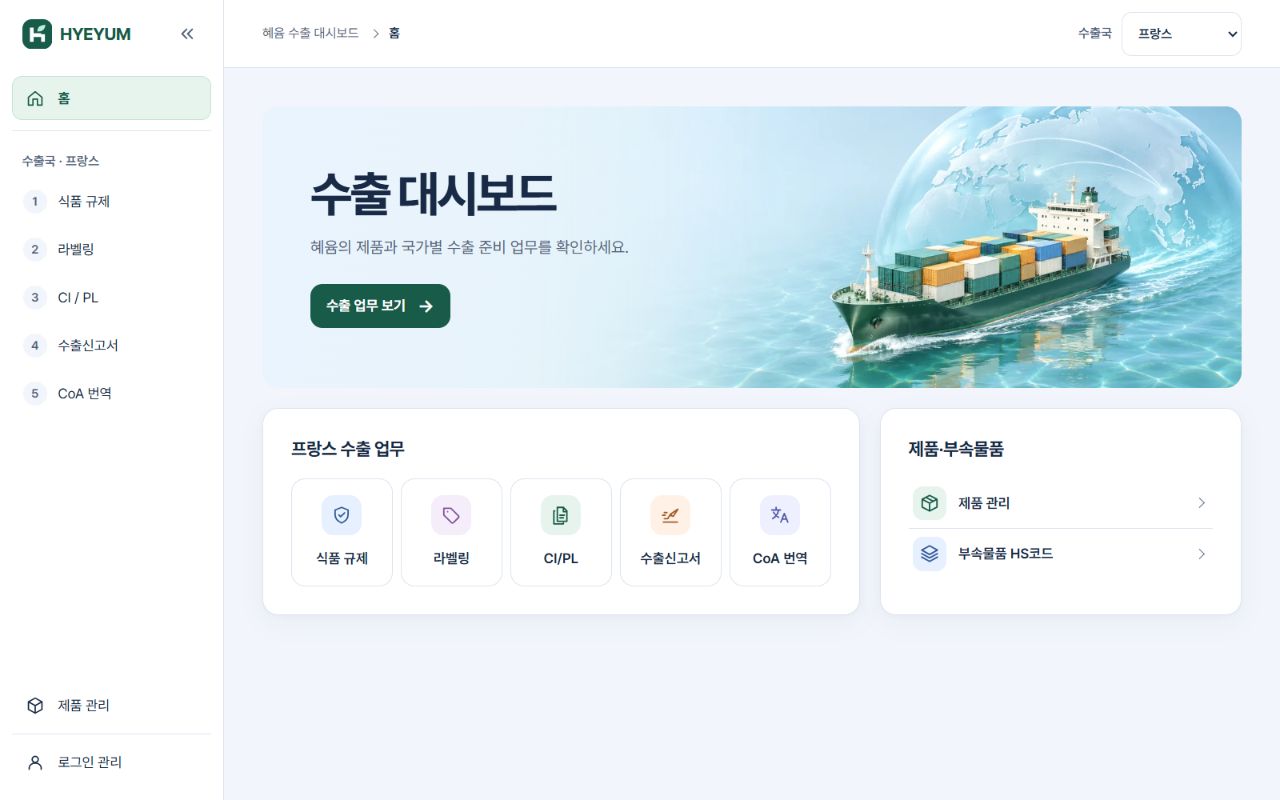 HYEYUM
홈
수출국 · 프랑스
1 식품 규제
2 라벨링
3 CI / PL
4 수출신고서
5 CoA 번역
제품 관리
로그인 관리
혜윰 수출 대시보드 > 홈
수출국 프랑스
수출 대시보드
혜윰의 제품과 국가별 수출 준비 업무를 확인하세요.
수출 업무 보기 →
프랑스 수출 업무
식품 규제
라벨링
CI/PL
수출신고서
CoA 번역
제품·부속물품
제품 관리
부속물품 HS코드